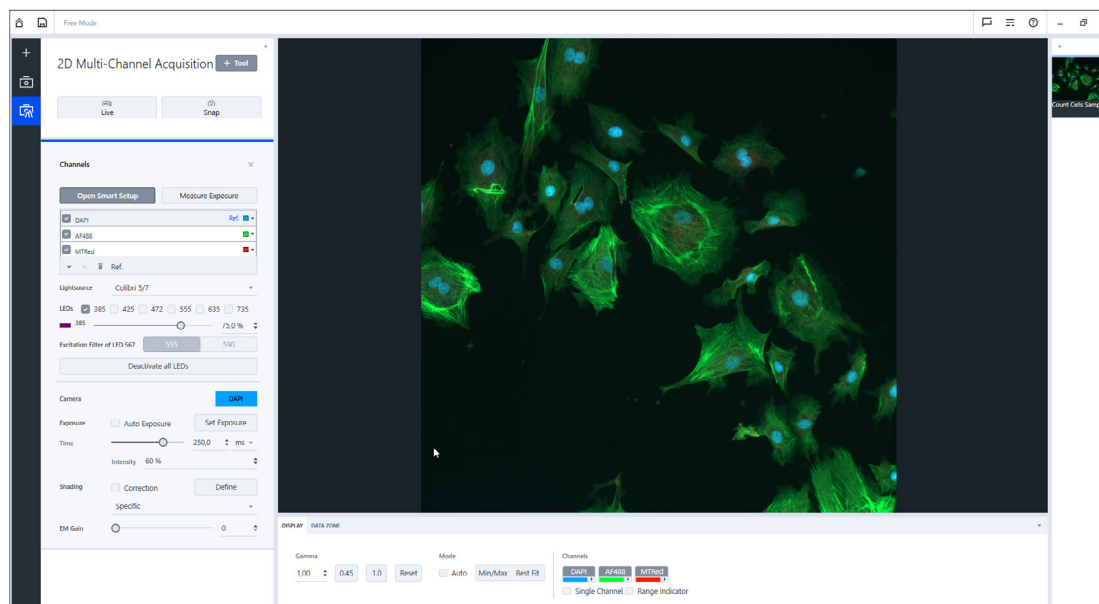 Free Mode
2D Multi-Channel Acquisition
+ Tool
Live
Snap
Count Cells Samp
Channels
Open Smart Setup
Measure Exposure
DAPI
Ref.
AF488
MTRed
Ref.
Lightsource
Colibri 5/7
LEDs 385 425 472 555 635 735
385
75,0 %
Excitation Filter of LED 567
555
590
Deactivate all LEDs
Camera
DAPI
Exposure
Auto Exposure
Set Exposure
Time
250,0
ms
Intensity 60 %
Shading
Correction
Define
Specific
EM Gain
0
DISPLAY
DATA ZONE
Gamma
1,00
0.45
1.0
Reset
Mode
Auto
Min/Max
Best Fit
Channels
DAPI
AF488
MTRed
Single Channel
Range Indicator